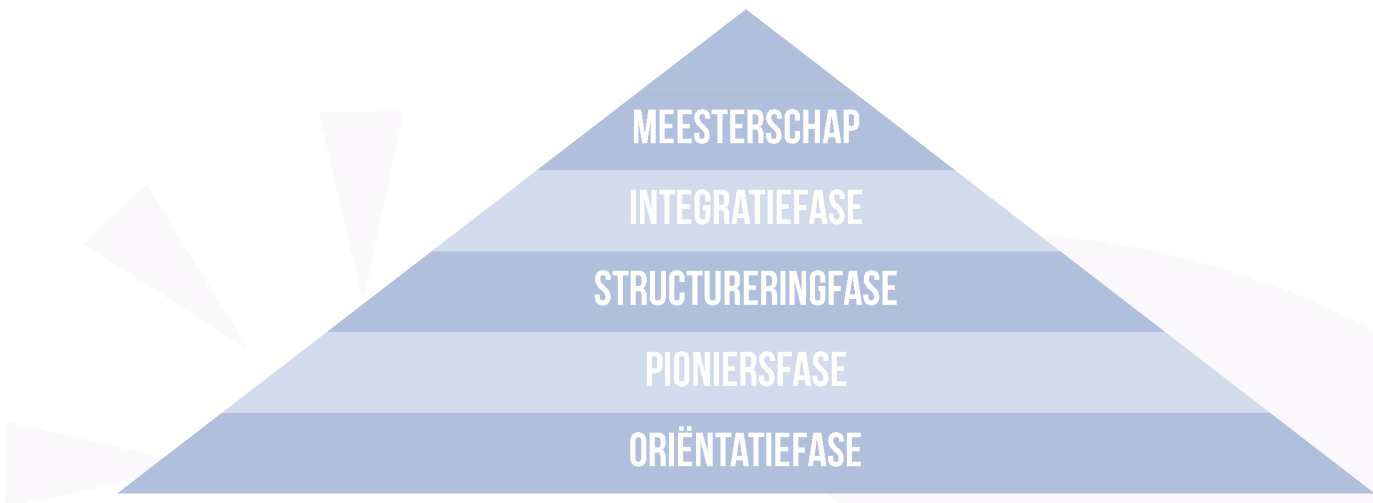 MEESTERSCHAP
INTEGRATIEFASE
STRUCTURERINGFASE
PIONIERSFASE
ORIËNTATIEFASE